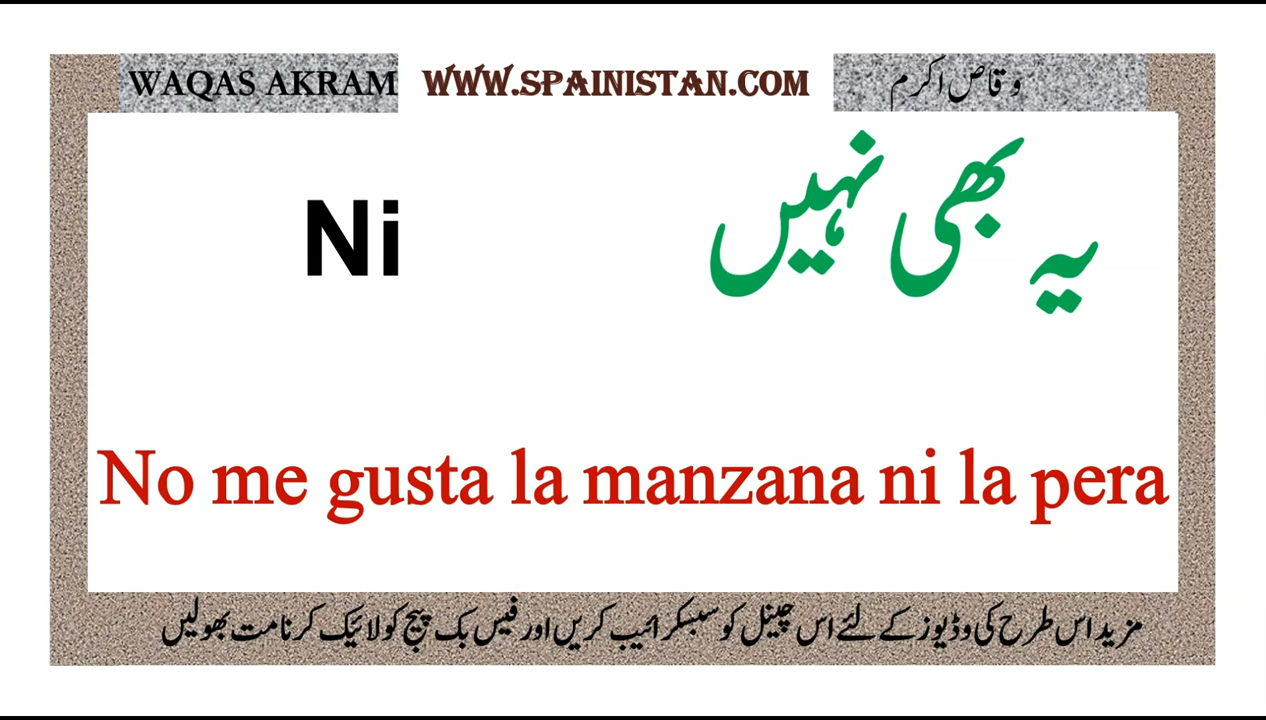 WAQAS AKRAM WWW.SPAINISTAN.COM وقاص اکرم
Ni یہ بھی نہیں
No me gusta la manzana ni la pera
مزید اس طرح کی وڈیوز کے لئے اس چینل کو سبسکرائیب کریں اور فیس بک پیج کو لائیک کرنا مت بھولیں